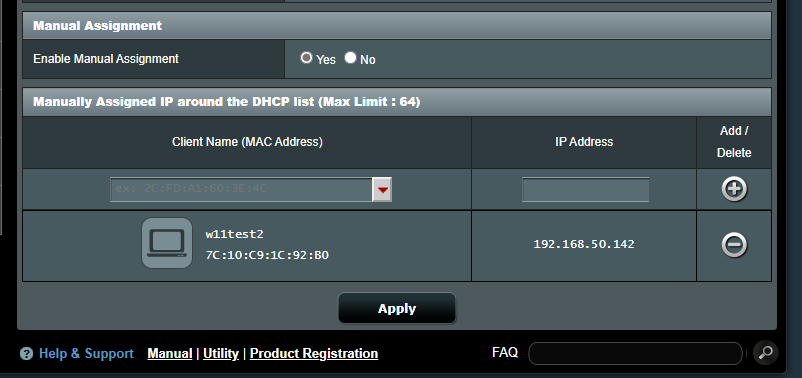 Manual Assignment
Enable Manual Assignment Yes No
Manually Assigned IP around the DHCP list (Max Limit : 64)
Client Name (MAC Address) IP Address Add / Delete
ex: 2C:FD:A1:60:3E:4C
w11test2
7C:10:C9:1C:92:B0 192.168.50.142
Apply
? Help & Support Manual | Utility | Product Registration FAQ